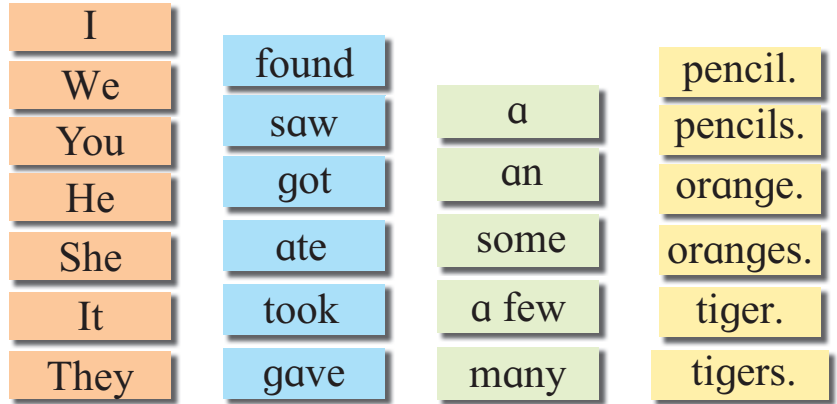 I
We
You
He
She
It
They
found
saw
got
ate
took
gave
a
an
some
a few
many
pencil.
pencils.
orange.
oranges.
tiger.
tigers.